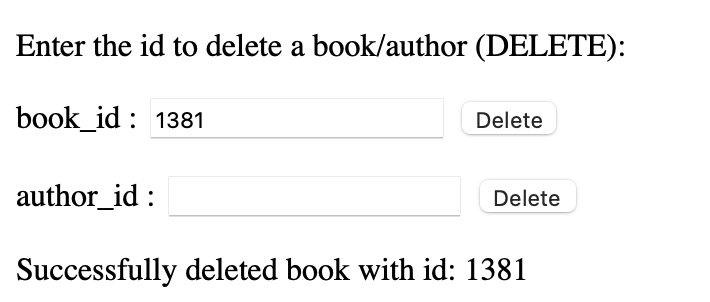 Enter the id to delete a book/author (DELETE):
book_id : 1381 Delete
author_id : Delete
Successfully deleted book with id: 1381